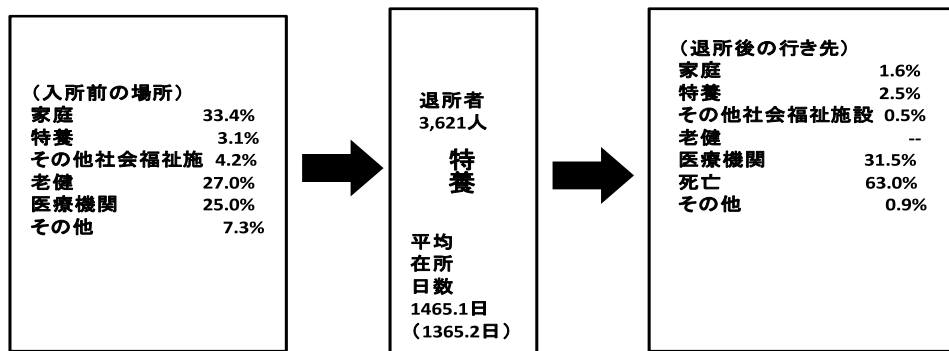 （入所前の場所）
家庭 33.4%
特養 3.1%
その他社会福祉施 4.2%
老健 27.0%
医療機関 25.0%
その他 7.3%
退所者
3,621人
特養
平均
在所
日数
1465.1日
（1365.2日）
（退所後の行き先）
家庭 1.6%
特養 2.5%
その他社会福祉施設 0.5%
老健 --
医療機関 31.5%
死亡 63.0%
その他 0.9%